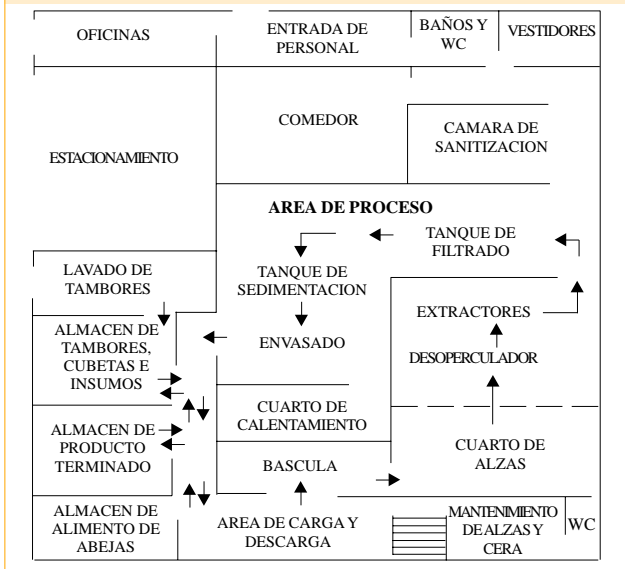 OFICINAS
ENTRADA DE
PERSONAL
BAÑOS Y
WC
VESTIDORES
COMEDOR
CAMARA DE
SANITIZACION
ESTACIONAMIENTO
AREA DE PROCESO
TANQUE DE
FILTRADO
LAVADO DE
TAMBORES
TANQUE DE
SEDIMENTACION
EXTRACTORES
ALMACEN DE
TAMBORES,
CUBETAS E
INSUMOS
ENVASADO
DESOPERCULADOR
CUARTO DE
CALENTAMIENTO
ALMACEN DE
PRODUCTO
TERMINADO
CUARTO DE
ALZAS
BASCULA
ALMACEN DE
ALIMENTO DE
ABEJAS
AREA DE CARGA Y
DESCARGA
MANTENIMIENTO
DE ALZAS Y
CERA
WC